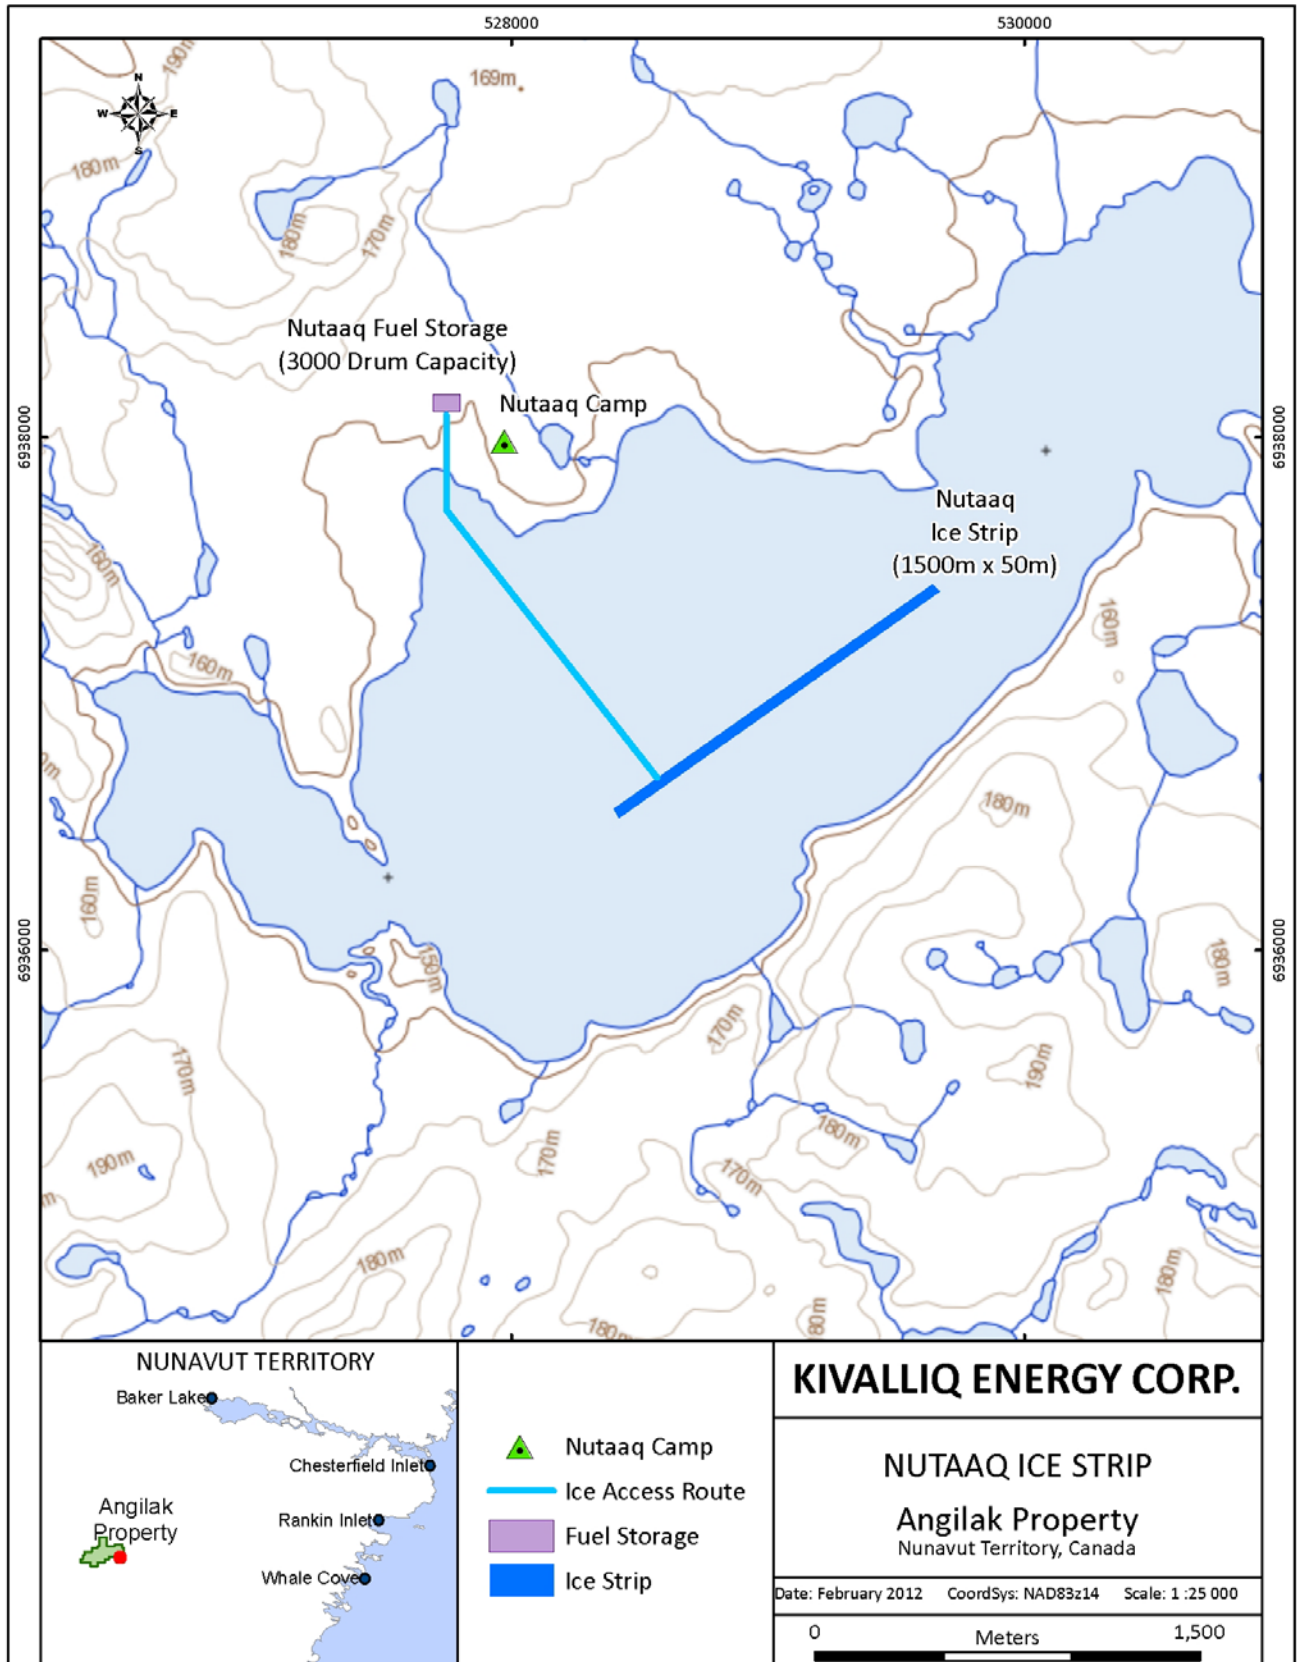 528000
530000
190m
169m
N
W E
S
180m
180m
170m
Nutaaq Fuel Storage
(3000 Drum Capacity)
Nutaaq Camp
6938000
6938000
Nutaaq
Ice Strip
(1500m x 50m)
160m
160m
160m
0m
180m
160m
6936000
6936000
150m
180m
170m
170m
190m
190m
m
180m
170m
170m
180m
180m
180m
180m
NUNAVUT TERRITORY
Baker Lake
Chesterfield Inlet
Rankin Inlet
Whale Cove
Angilak
Property
Nutaaq Camp
Ice Access Route
Fuel Storage
Ice Strip
KIVALLIQ ENERGY CORP.
NUTAAQ ICE STRIP
Angilak Property
Nunavut Territory, Canada
Date: February 2012 CoordSys: NAD83z14 Scale: 1 :25 000
0 Meters 1,500